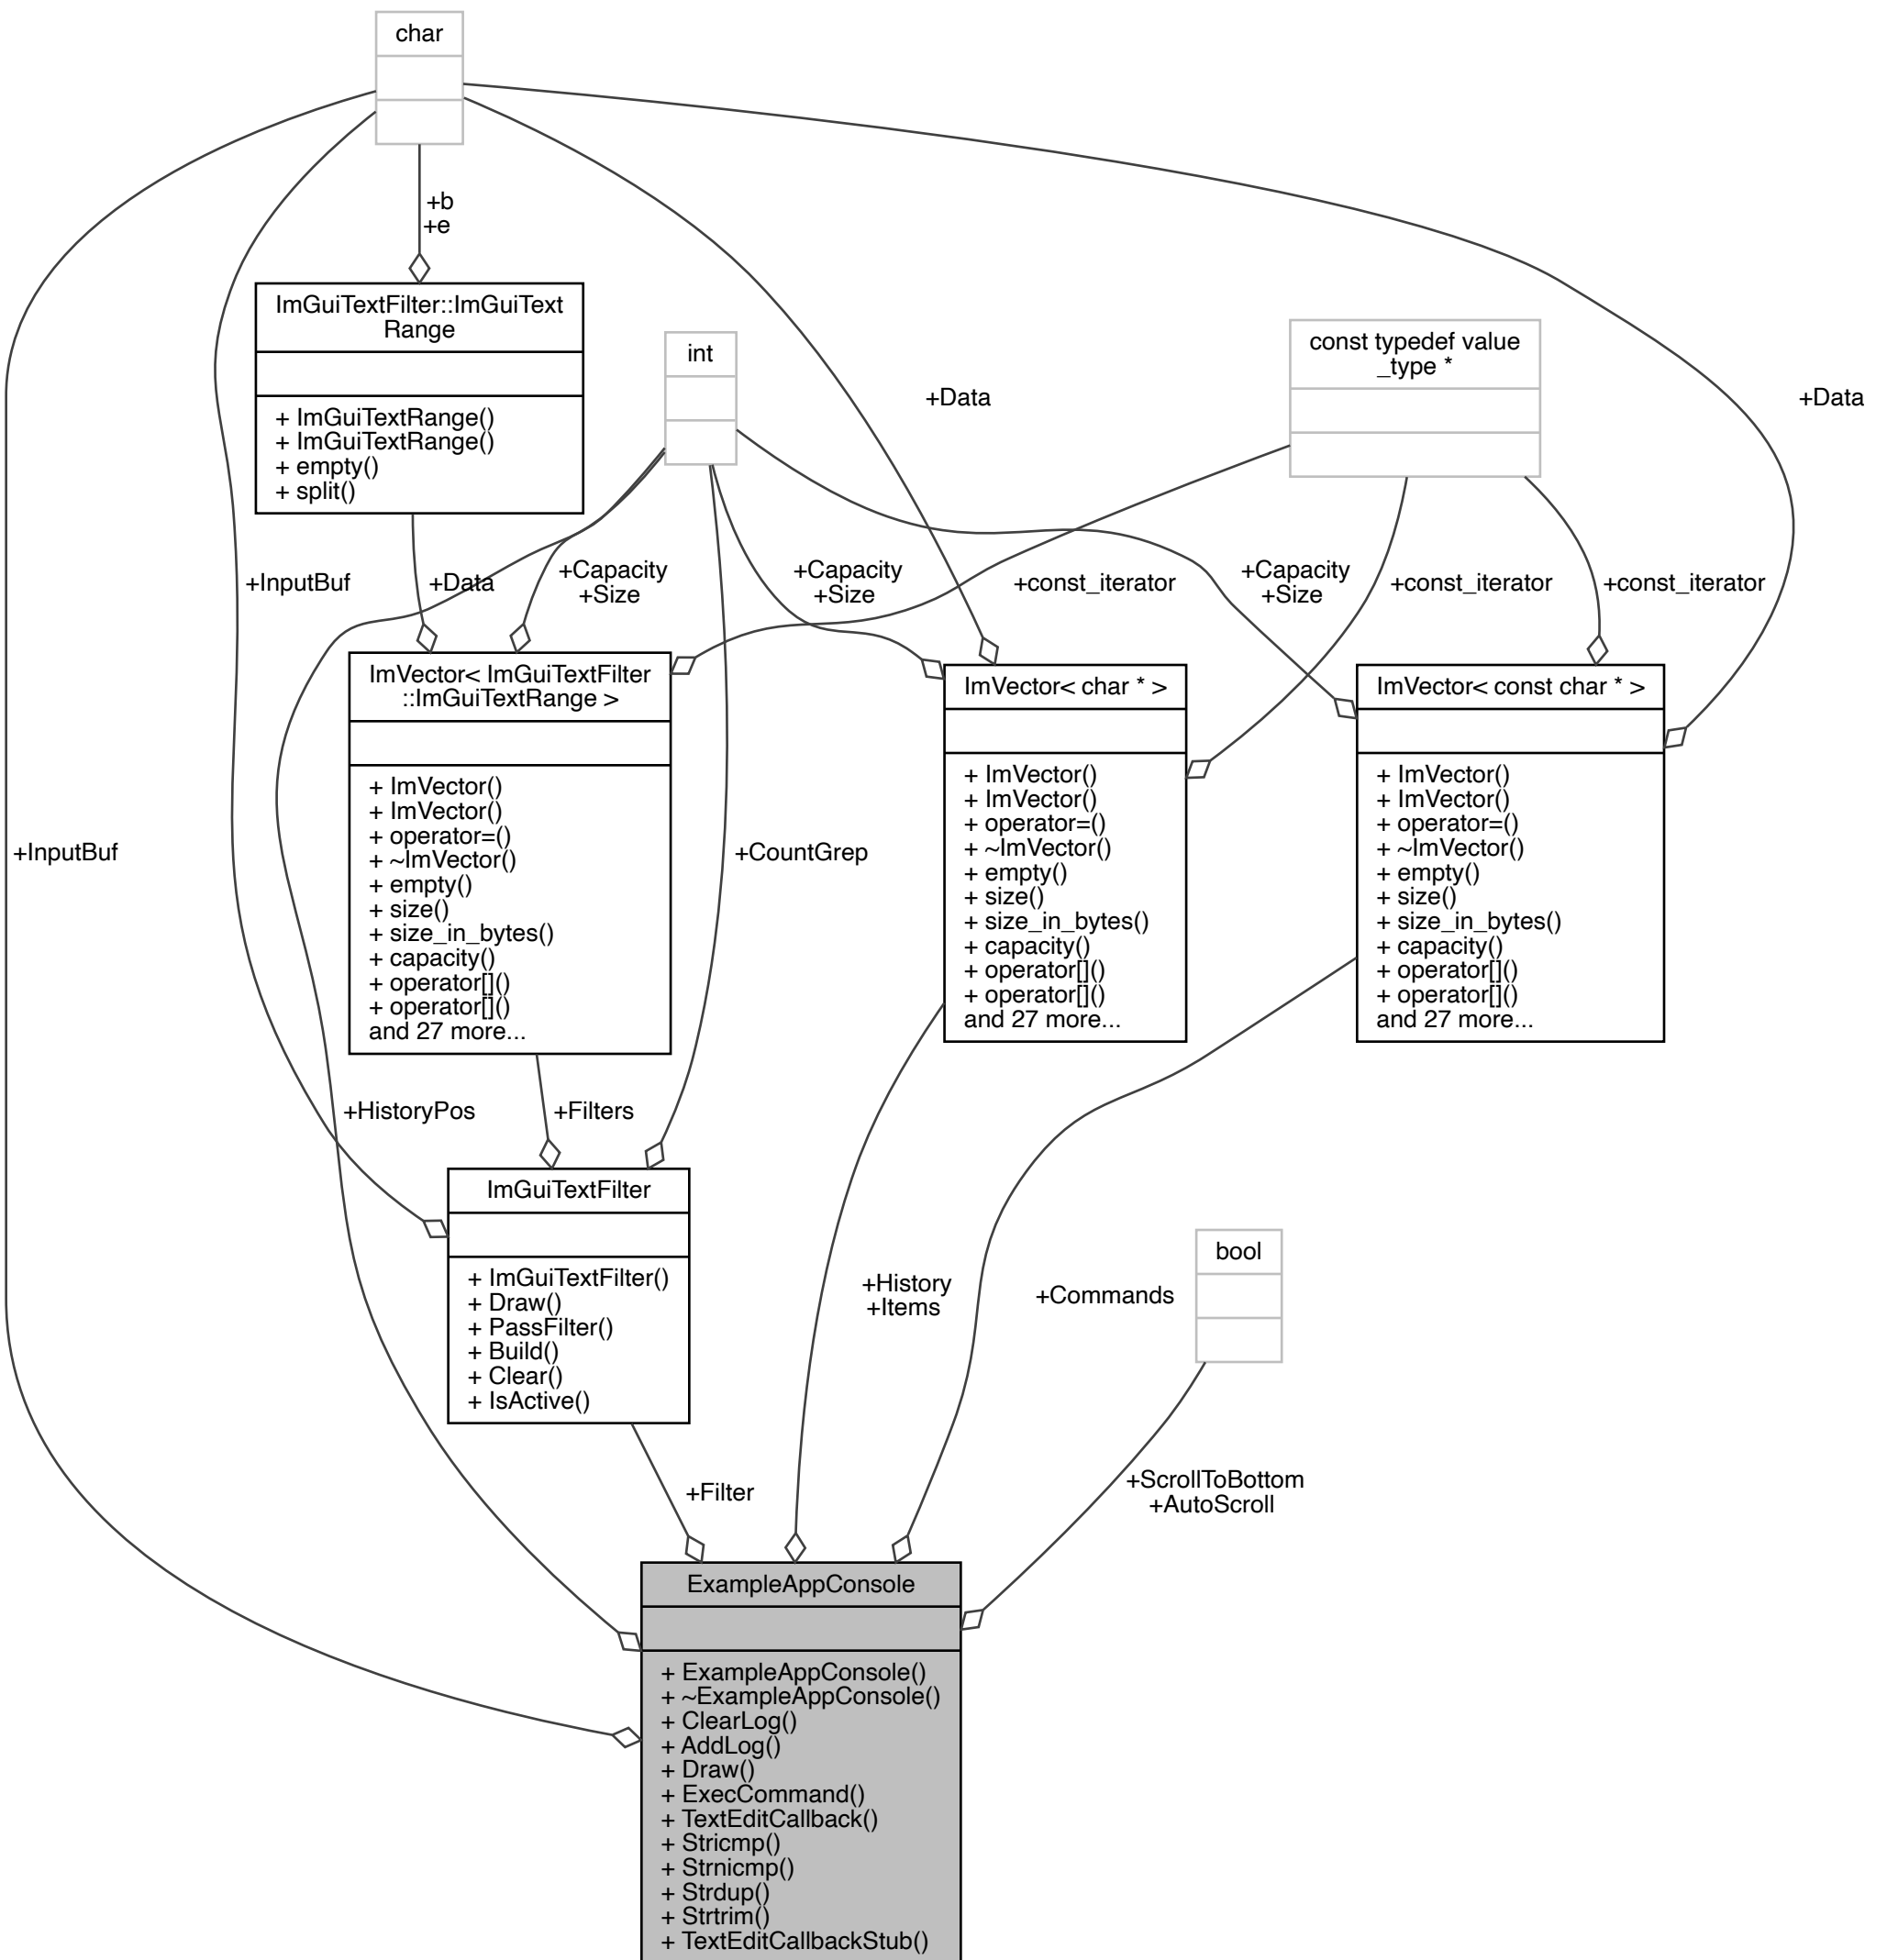 char
+b
+e
ImGuiTextFilter::ImGuiText
Range
+ ImGuiTextRange()
+ ImGuiTextRange()
+ empty()
+ split()
int
const typedef value
_type *
+Data
+Data
+InputBuf
+Data
+Capacity
+Size
+Capacity
+Size
+const_iterator
+Capacity
+Size
+const_iterator
+const_iterator
ImVector< ImGuiTextFilter
::ImGuiTextRange >
+ ImVector()
+ ImVector()
+ operator=()
+ ~ImVector()
+ empty()
+ size()
+ size_in_bytes()
+ capacity()
+ operator[]()
+ operator[]()
and 27 more...
ImVector< char * >
+ ImVector()
+ ImVector()
+ operator=()
+ ~ImVector()
+ empty()
+ size()
+ size_in_bytes()
+ capacity()
+ operator[]()
+ operator[]()
and 27 more...
ImVector< const char * >
+ ImVector()
+ ImVector()
+ operator=()
+ ~ImVector()
+ empty()
+ size()
+ size_in_bytes()
+ capacity()
+ operator[]()
+ operator[]()
and 27 more...
+InputBuf
+CountGrep
+HistoryPos
+Filters
ImGuiTextFilter
+ ImGuiTextFilter()
+ Draw()
+ PassFilter()
+ Build()
+ Clear()
+ IsActive()
+History
+Items
+Commands
bool
+Filter
+ScrollToBottom
+AutoScroll
ExampleAppConsole
+ ExampleAppConsole()
+ ~ExampleAppConsole()
+ ClearLog()
+ AddLog()
+ Draw()
+ ExecCommand()
+ TextEditCallback()
+ Stricmp()
+ Strnicmp()
+ Strdup()
+ Strtrim()
+ TextEditCallbackStub()